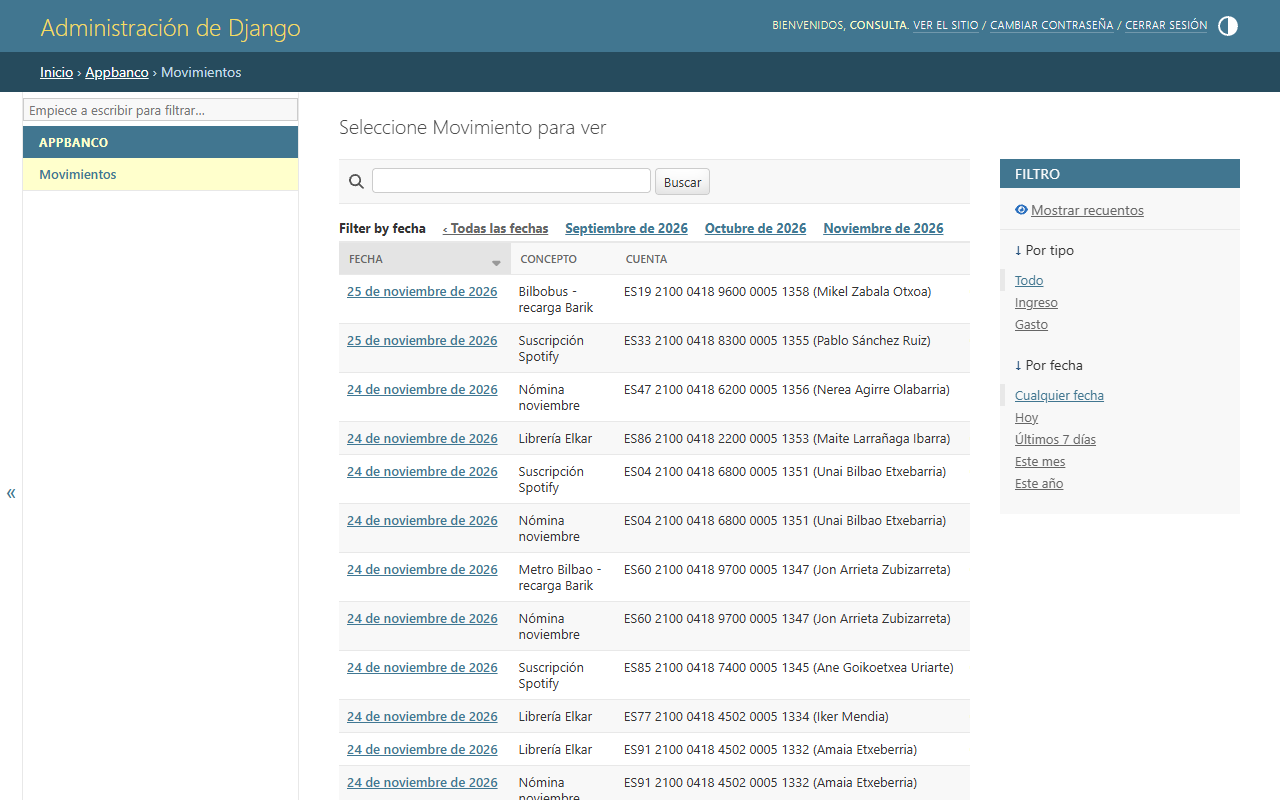 Administración de Django
BIENVENIDOS, CONSULTA. VER EL SITIO / CAMBIAR CONTRASEÑA / CERRAR SESIÓN
Inicio › Appbanco › Movimientos
Empiece a escribir para filtrar...
APPBANCO
Movimientos
«
Seleccione Movimiento para ver
Buscar
Filter by fecha ‹ Todas las fechas Septiembre de 2026 Octubre de 2026 Noviembre de 2026
FECHA CONCEPTO CUENTA
25 de noviembre de 2026 Bilbobus - recarga Barik ES19 2100 0418 9600 0005 1358 (Mikel Zabala Otxoa)
25 de noviembre de 2026 Suscripción Spotify ES33 2100 0418 8300 0005 1355 (Pablo Sánchez Ruiz)
24 de noviembre de 2026 Nómina noviembre ES47 2100 0418 6200 0005 1356 (Nerea Agirre Olabarria)
24 de noviembre de 2026 Librería Elkar ES86 2100 0418 2200 0005 1353 (Maite Larrañaga Ibarra)
24 de noviembre de 2026 Suscripción Spotify ES04 2100 0418 6800 0005 1351 (Unai Bilbao Etxebarria)
24 de noviembre de 2026 Nómina noviembre ES04 2100 0418 6800 0005 1351 (Unai Bilbao Etxebarria)
24 de noviembre de 2026 Metro Bilbao - recarga Barik ES60 2100 0418 9700 0005 1347 (Jon Arrieta Zubizarreta)
24 de noviembre de 2026 Nómina noviembre ES60 2100 0418 9700 0005 1347 (Jon Arrieta Zubizarreta)
24 de noviembre de 2026 Suscripción Spotify ES85 2100 0418 7400 0005 1345 (Ane Goikoetxea Uriarte)
24 de noviembre de 2026 Librería Elkar ES77 2100 0418 4502 0005 1334 (Iker Mendia)
24 de noviembre de 2026 Librería Elkar ES91 2100 0418 4502 0005 1332 (Amaia Etxeberria)
24 de noviembre de 2026 Nómina noviembre ES91 2100 0418 4502 0005 1332 (Amaia Etxeberria)
FILTRO
Mostrar recuentos
↓ Por tipo
Todo
Ingreso
Gasto
↓ Por fecha
Cualquier fecha
Hoy
Últimos 7 días
Este mes
Este año